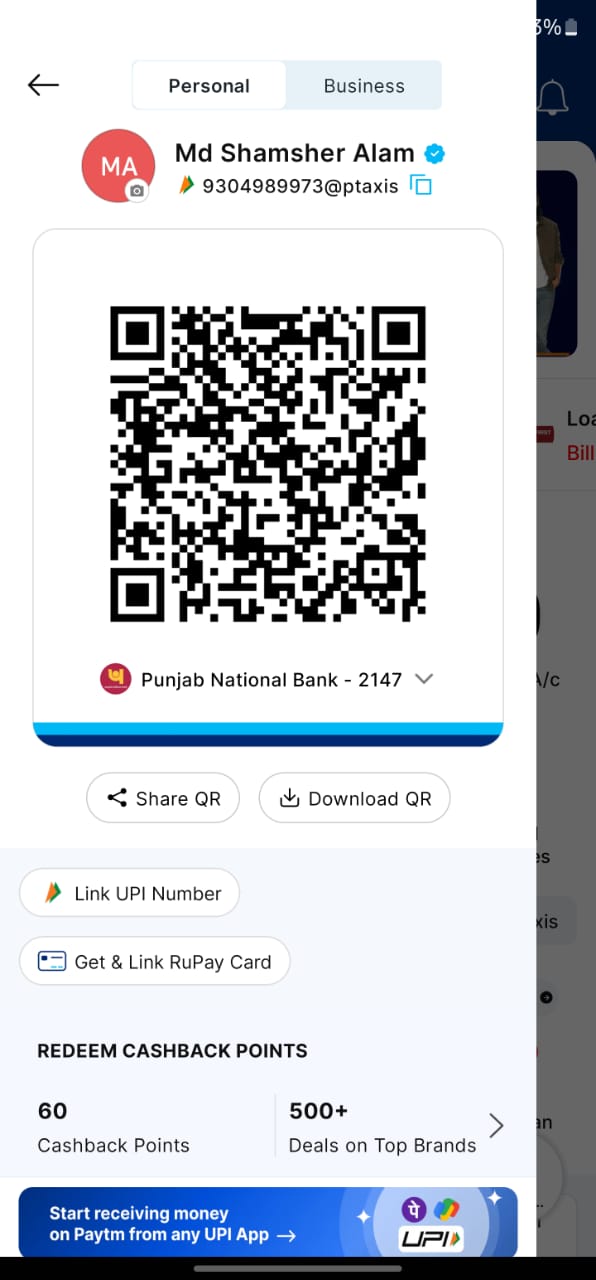 3%
Personal
Business
MA
Md Shamsher Alam
9304989973@ptaxis
Punjab National Bank - 2147
Share QR
Download QR
Link UPI Number
Get & Link RuPay Card
REDEEM CASHBACK POINTS
60
Cashback Points
500+
Deals on Top Brands
Start receiving money
on Paytm from any UPI App →
पे
UPI
Loa
Bill
A/c
es
xis
an